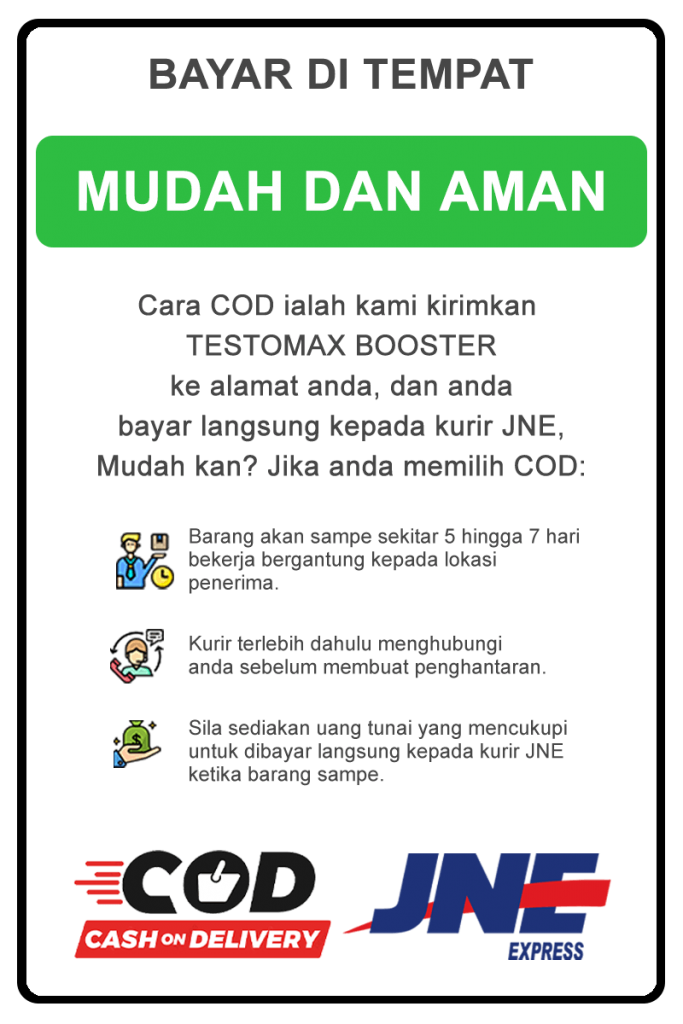 BAYAR DI TEMPAT
MUDAH DAN AMAN
Cara COD ialah kami kirimkan
TESTOMAX BOOSTER
ke alamat anda, dan anda
bayar langsung kepada kurir JNE,
Mudah kan? Jika anda memilih COD:
Barang akan sampe sekitar 5 hingga 7 hari
bekerja bergantung kepada lokasi
penerima.
Kurir terlebih dahulu menghubungi
anda sebelum membuat penghantaran.
Sila sediakan uang tunai yang mencukupi
untuk dibayar langsung kepada kurir JNE
ketika barang sampe.
COD
CASH ON DELIVERY
JNE
EXPRESS